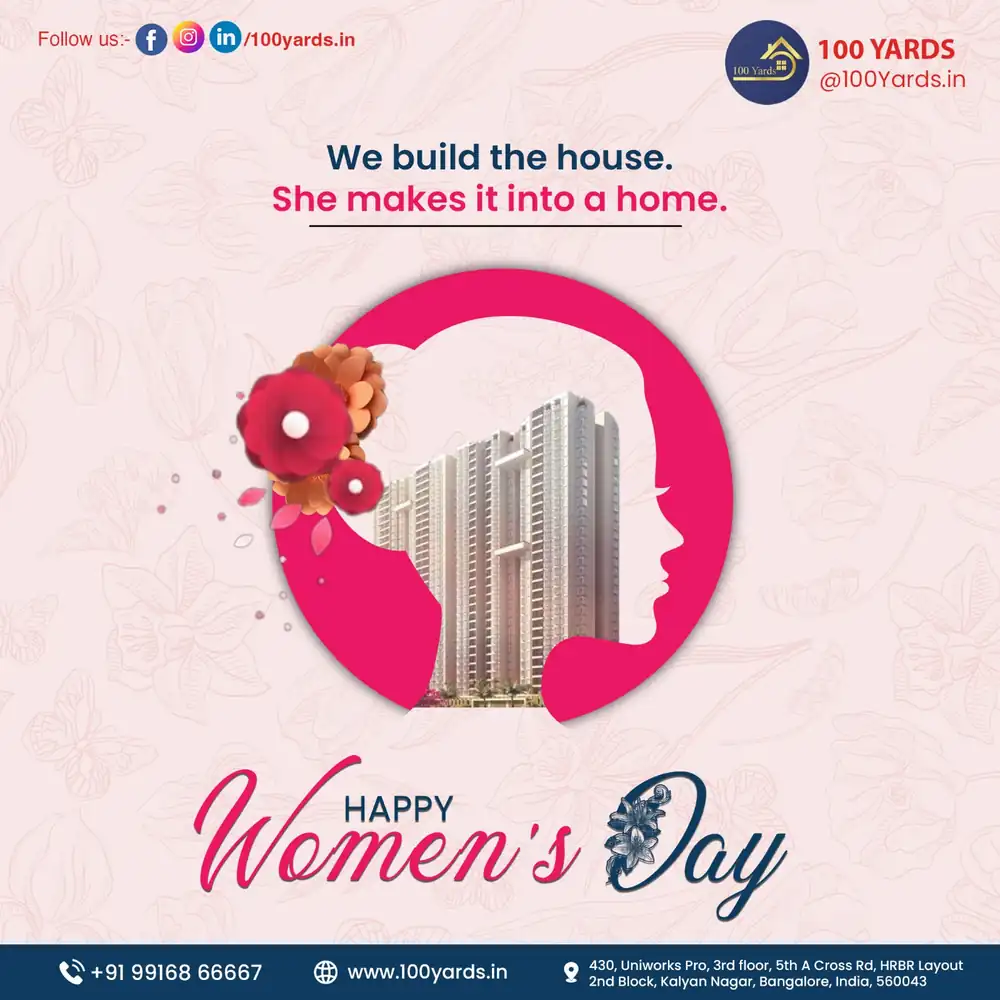 Follow us:- /100yards.in
100 Yards
100 YARDS
@100Yards.in
We build the house.
She makes it into a home.
HAPPY
Women's Day
+91 99168 66667
www.100yards.in
430, Uniworks Pro, 3rd floor, 5th A Cross Rd, HRBR Layout
2nd Block, Kalyan Nagar, Bangalore, India, 560043